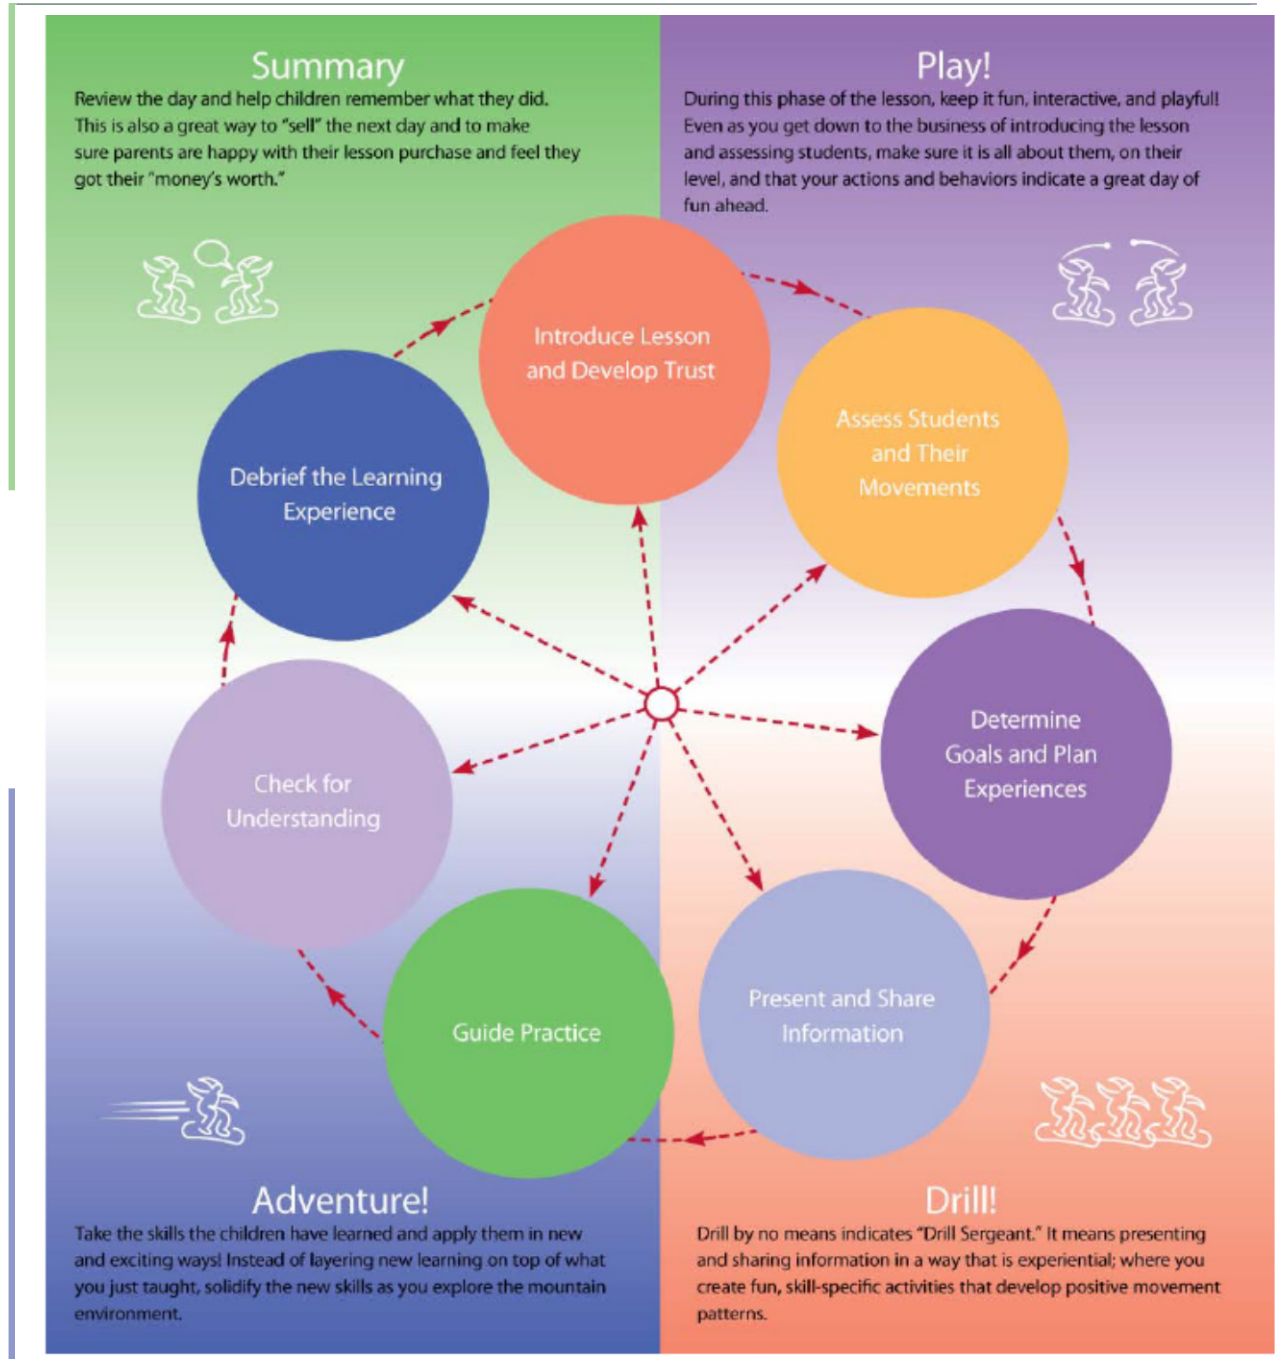 Summary
Review the day and help children remember what they did.
This is also a great way to “sell” the next day and to make
sure parents are happy with their lesson purchase and feel they
got their “money’s worth.”
Play!
During this phase of the lesson, keep it fun, interactive, and playful!
Even as you get down to the business of introducing the lesson
and assessing students, make sure it is all about them, on their
level, and that your actions and behaviors indicate a great day of
fun ahead.
Introduce Lesson
and Develop Trust
Assess Students
and Their
Movements
Determine
Goals and Plan
Experiences
Present and Share
Information
Guide Practice
Check for
Understanding
Debrief the Learning
Experience
Adventure!
Take the skills the children have learned and apply them in new
and exciting ways! Instead of layering new learning on top of what
you just taught, solidify the new skills as you explore the mountain
environment.
Drill!
Drill by no means indicates “Drill Sergeant.” It means presenting
and sharing information in a way that is experiential; where you
create fun, skill-specific activities that develop positive movement
patterns.